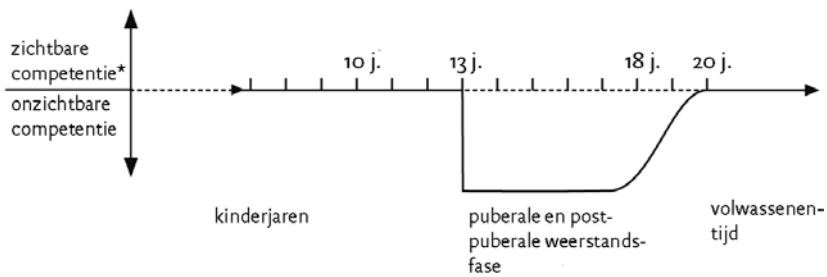 zichtbare
competentie*
onzichtbare
competentie
10 j.
13 j.
18 j.
20 j.
kinderjaren
puberale en post-
puberale weerstands-
fase
volwassenen-
tijd